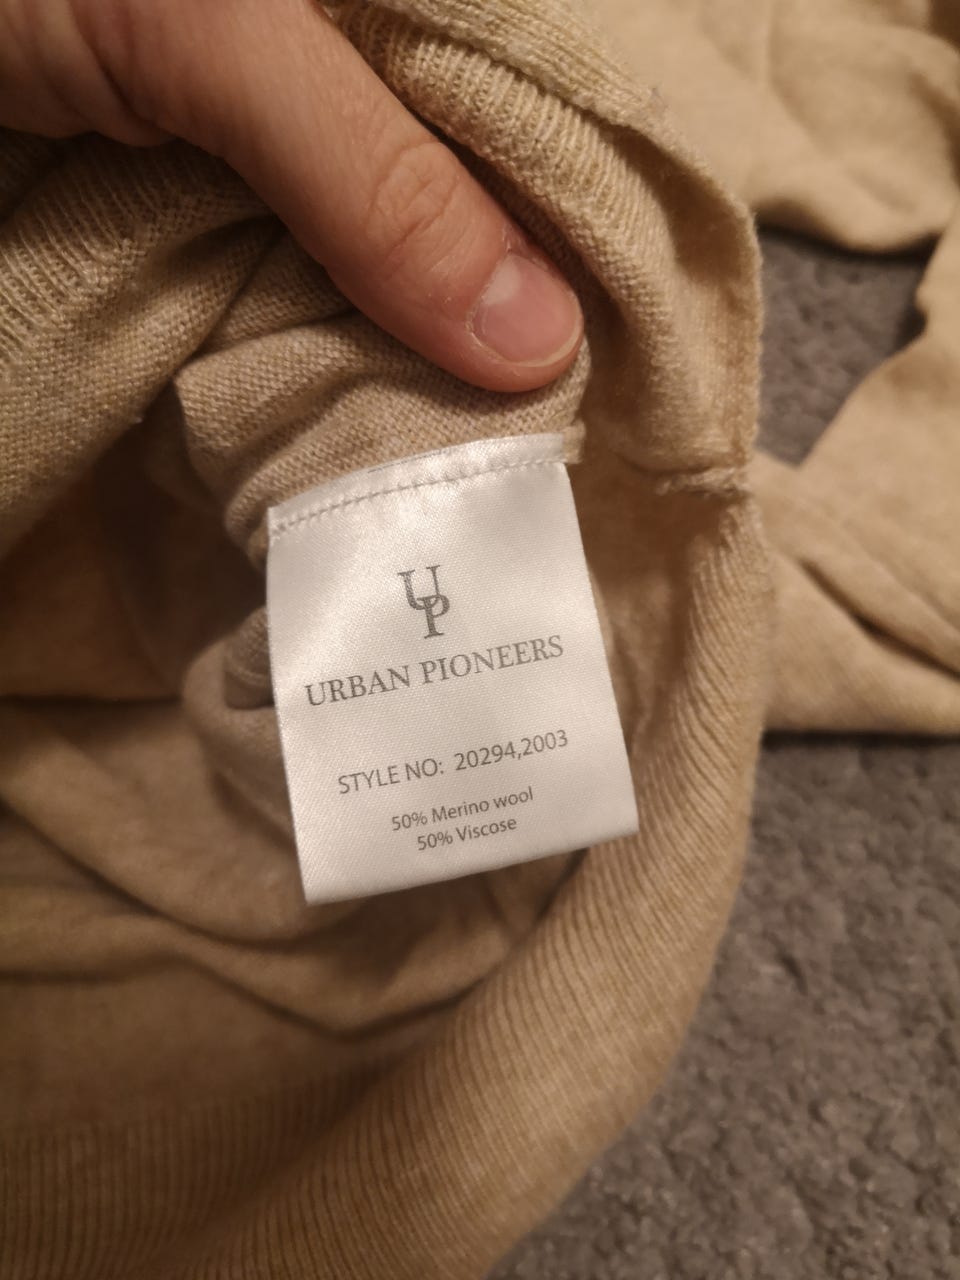 UP
URBAN PIONEERS
STYLE NO: 20294,2003
50% Merino wool
50% Viscose